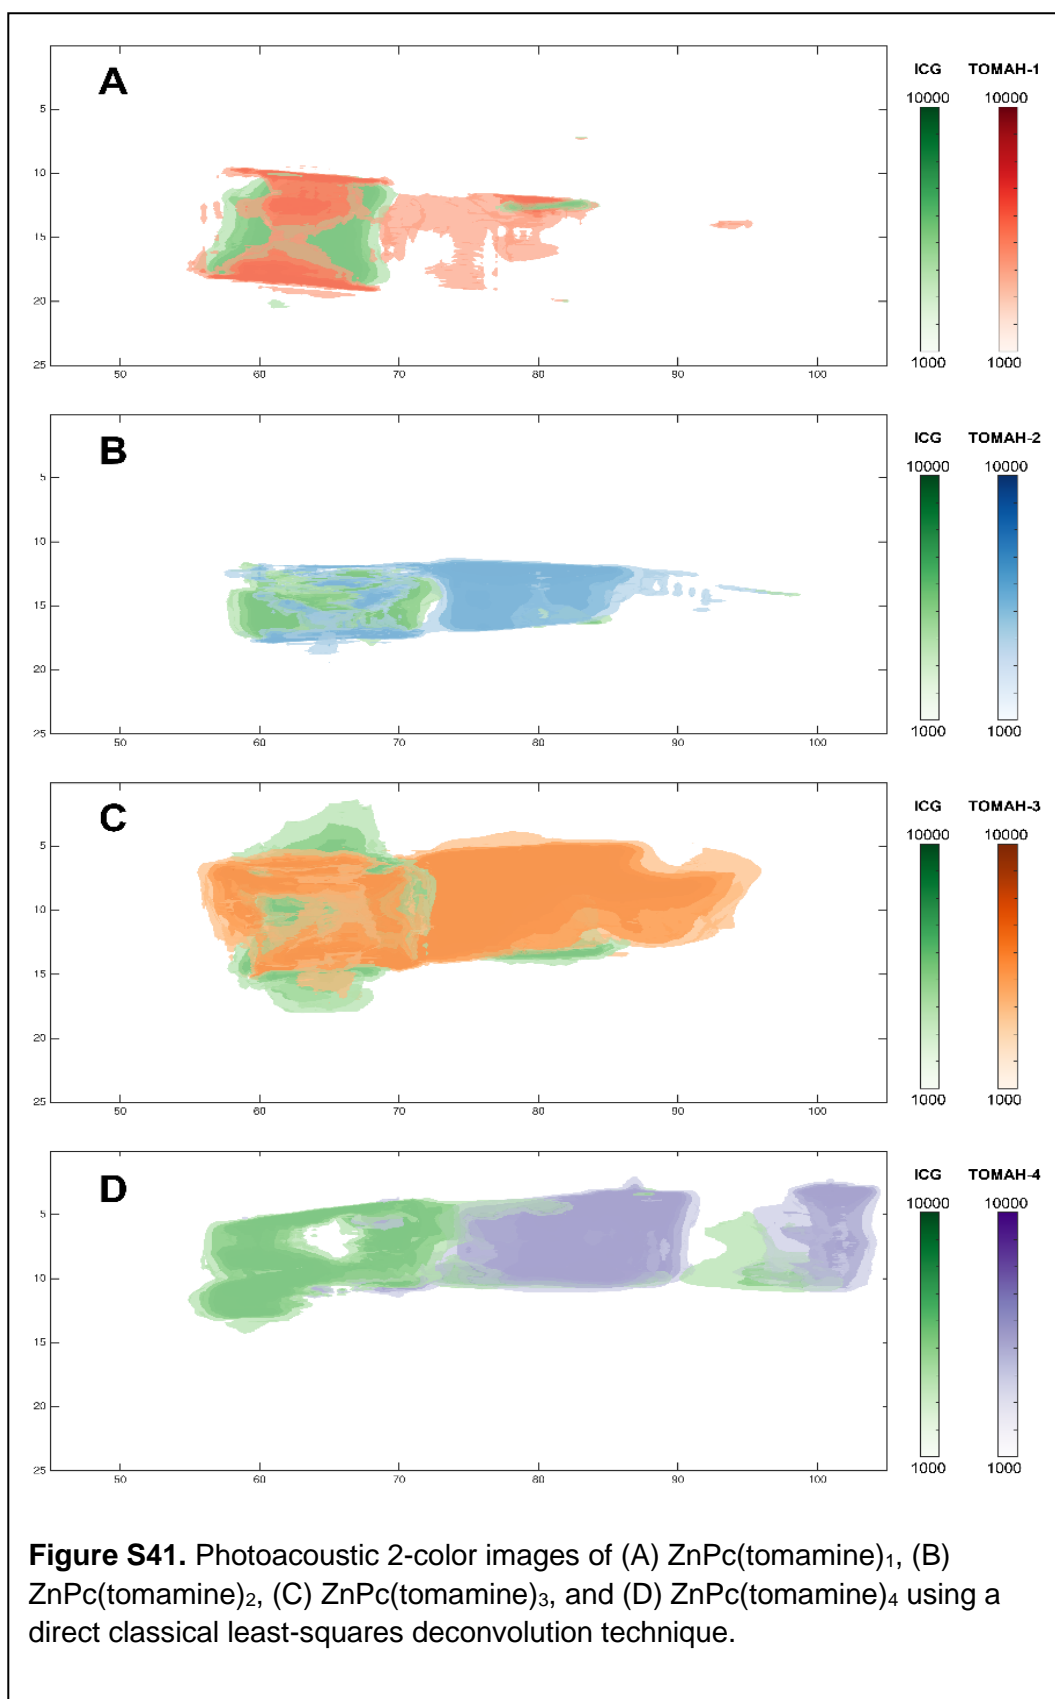 A
ICG TOMAH-1
10000 10000
1000 1000
5
10
15
20
25
50 60 70 80 90 100
B
ICG TOMAH-2
10000 10000
1000 1000
5
10
15
20
25
50 60 70 80 90 100
C
ICG TOMAH-3
10000 10000
1000 1000
5
10
15
20
25
50 60 70 80 90 100
D
ICG TOMAH-4
10000 10000
1000 1000
5
10
15
20
25
50 60 70 80 90 100
Figure S41. Photoacoustic 2-color images of (A) ZnPc(tomamine)₁, (B)
ZnPc(tomamine)₂, (C) ZnPc(tomamine)₃, and (D) ZnPc(tomamine)₄ using a
direct classical least-squares deconvolution technique.